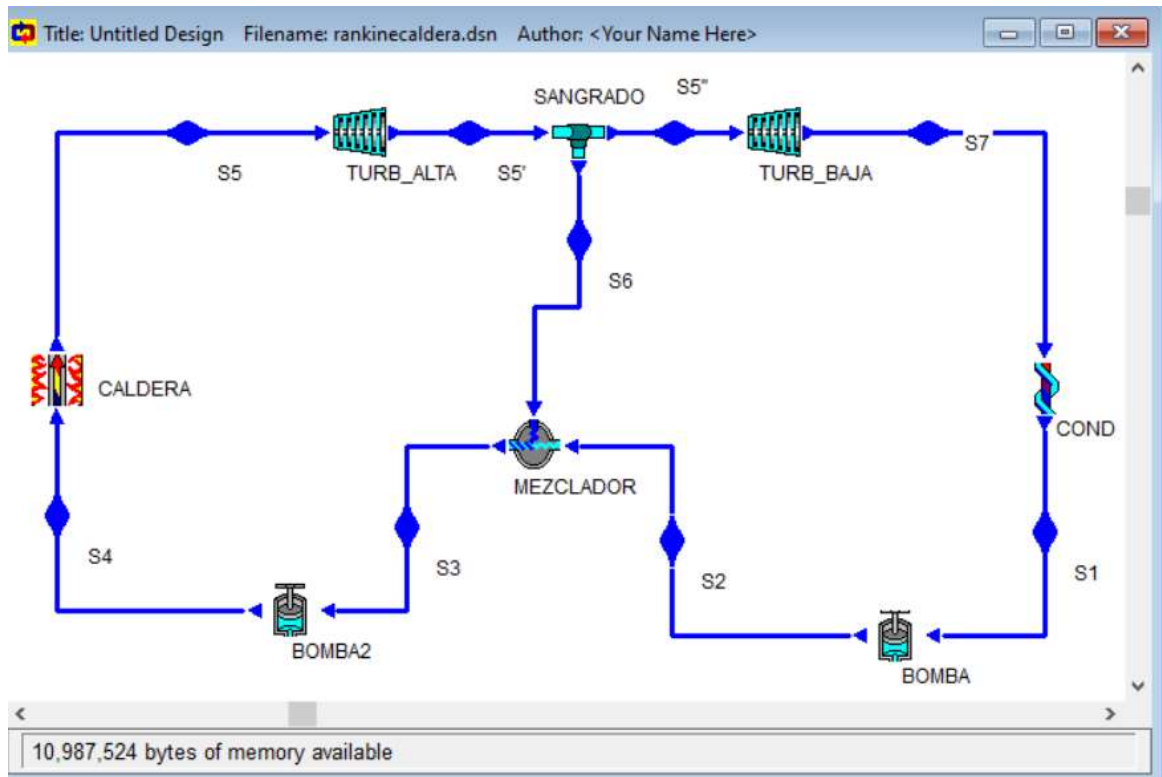 Title: Untitled Design Filename: rankinecaldera.dsn Author: <Your Name Here>
SANGRADO
S5"
S5
TURB_ALTA
S5'
TURB_BAJA
S7
S6
CALDERA
COND
MEZCLADOR
S4
S3
S2
S1
BOMBA2
BOMBA
10,987,524 bytes of memory available